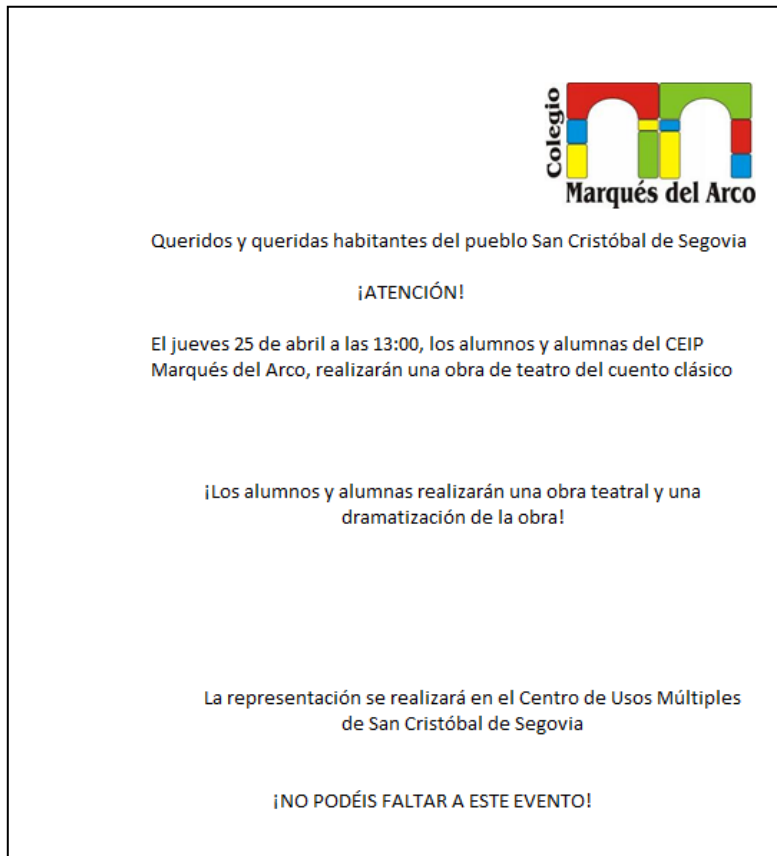 Colegio
Marqués del Arco
Queridos y queridas habitantes del pueblo San Cristóbal de Segovia
¡ATENCIÓN!
El jueves 25 de abril a las 13:00, los alumnos y alumnas del CEIP
Marqués del Arco, realizarán una obra de teatro del cuento clásico
¡Los alumnos y alumnas realizarán una obra teatral y una
dramatización de la obra!
La representación se realizará en el Centro de Usos Múltiples
de San Cristóbal de Segovia
¡NO PODÉIS FALTAR A ESTE EVENTO!